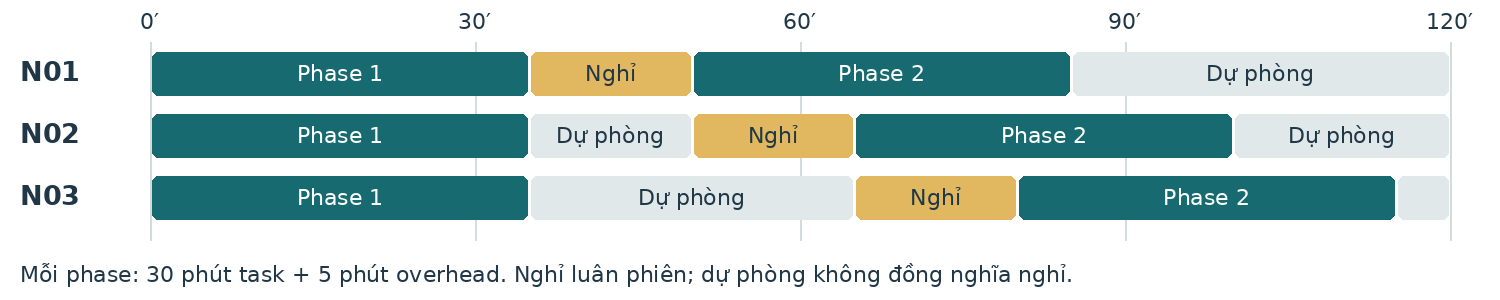 0′ 30′ 60′ 90′ 120′
N01 Phase 1 Nghỉ Phase 2 Dự phòng
N02 Phase 1 Dự phòng Nghỉ Phase 2 Dự phòng
N03 Phase 1 Dự phòng Nghỉ Phase 2
Mỗi phase: 30 phút task + 5 phút overhead. Nghỉ luân phiên; dự phòng không đồng nghĩa nghỉ.